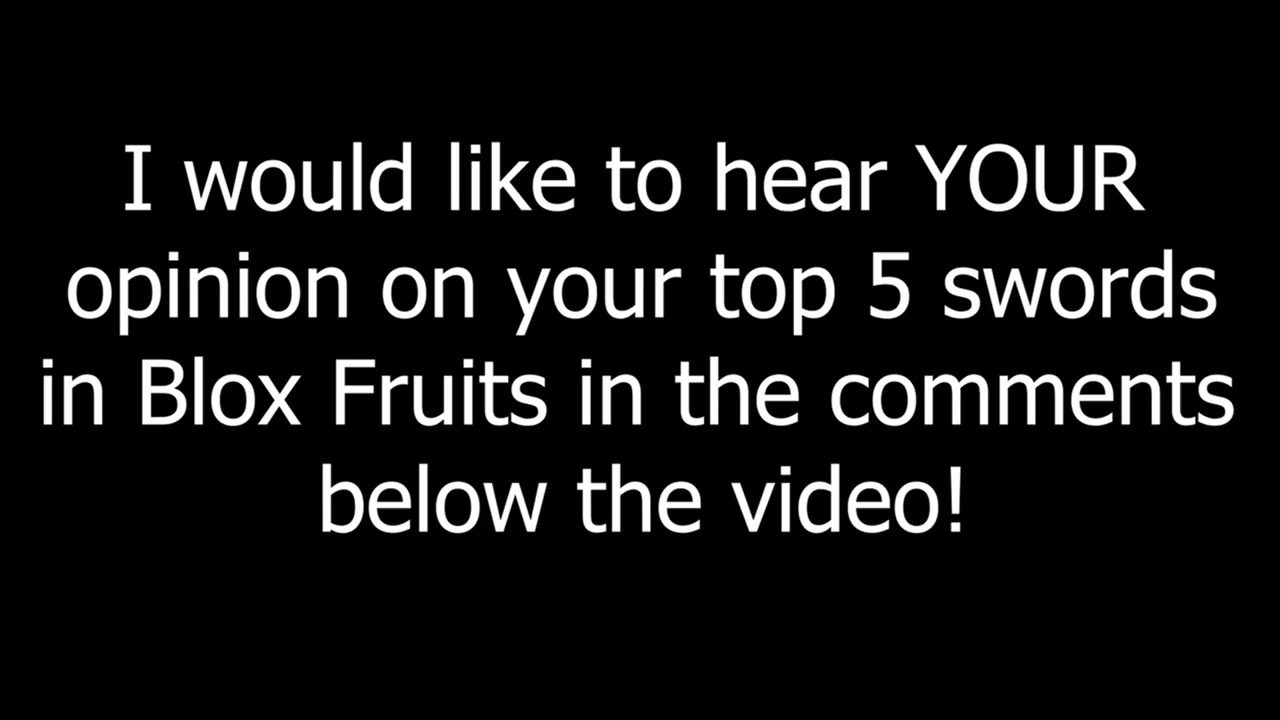 I would like to hear YOUR
opinion on your top 5 swords
in Blox Fruits in the comments
below the video!